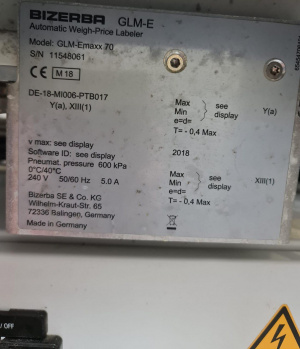 BIZERBA GLM-E
Automatic Weigh-Price Labeler
Model: GLM-Emaxx 70
S/N 11548061
CE M 18
DE-18-MI006-PTB017
Y(a), XIII(1)
Max
Min
e=d=
T= - 0,4 Max
see
display
Y(a)
v max: see display
Software ID: see display
Pneumat. pressure 600 kPa
0°C/40°C
240 V 50/60 Hz 5.0 A
2018
Max
Min
e=d=
T= - 0,4 Max
see
display
XIII(1)
Bizerba SE & Co. KG
Wilhelm-Kraut-Str. 65
72336 Balingen, Germany
Made in Germany
/ OFF